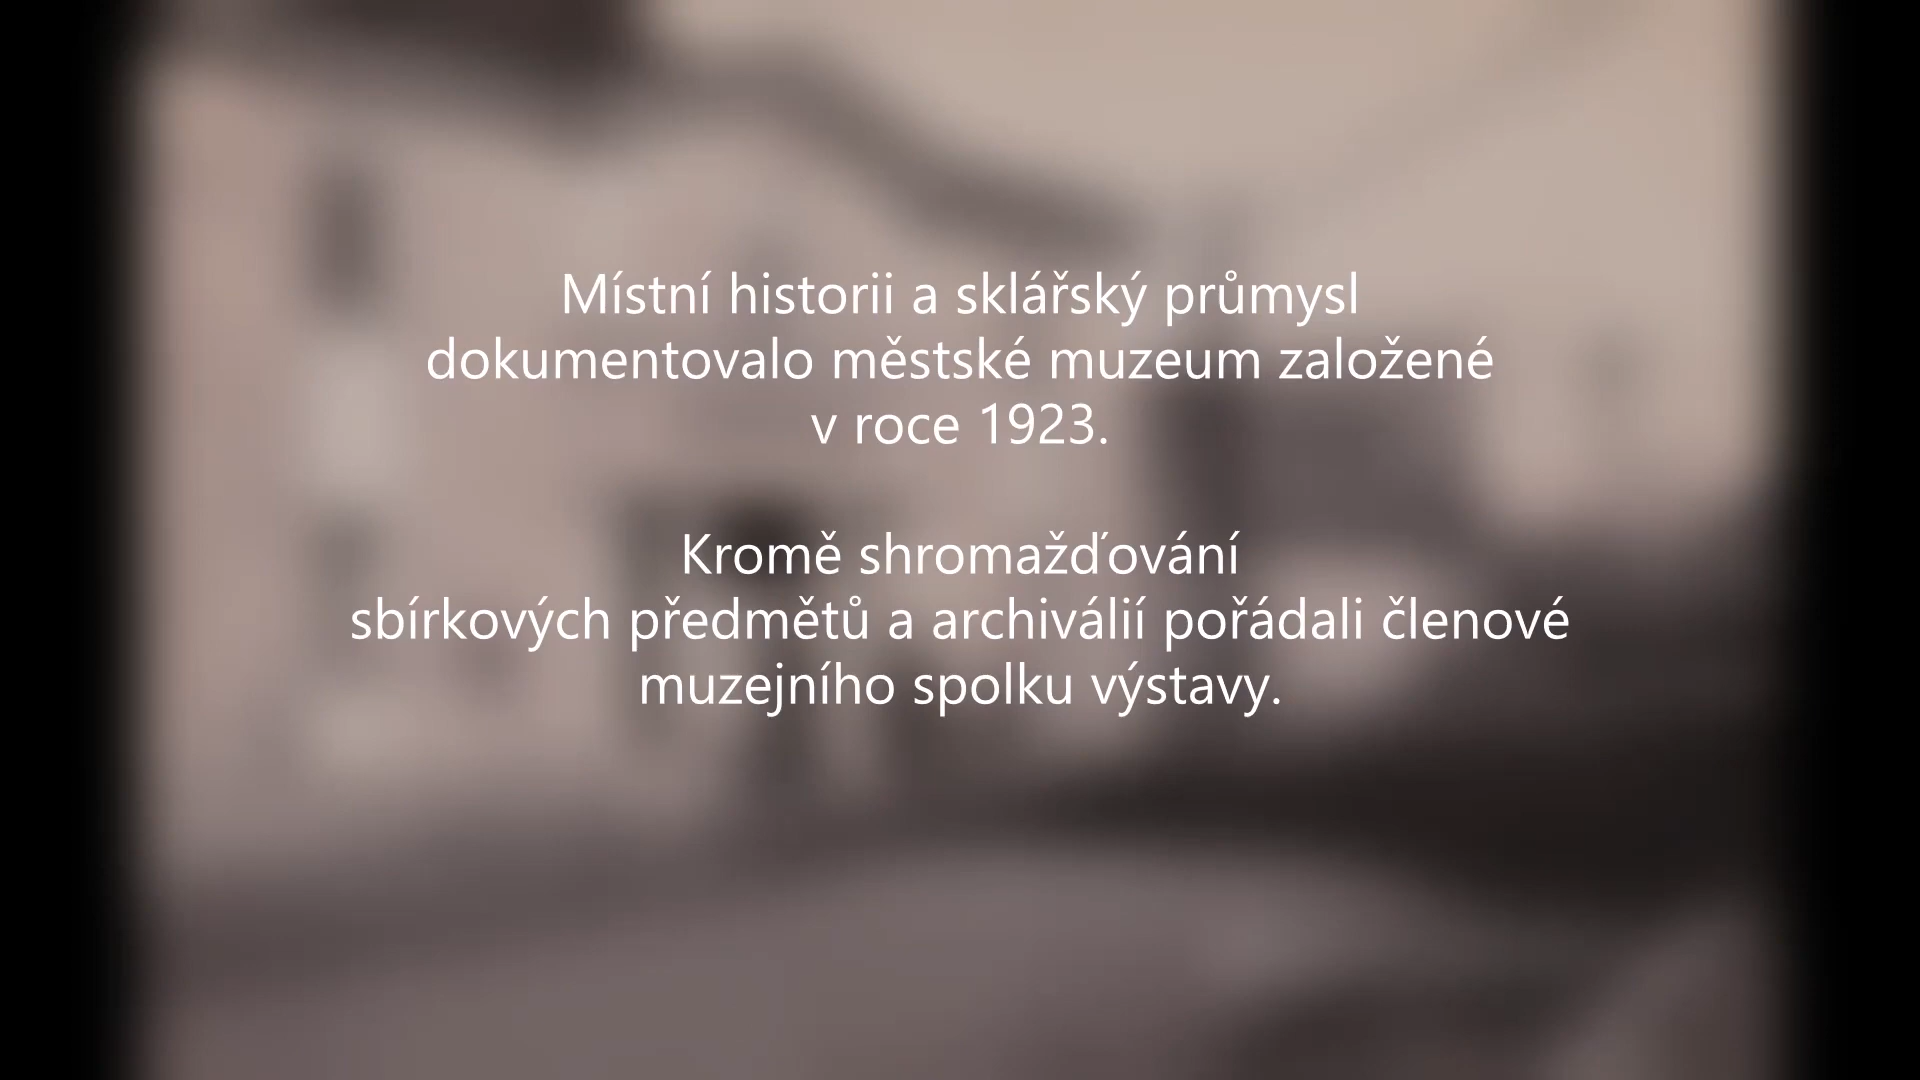 Místní historii a sklářský průmysl
dokumentovalo městské muzeum založené
v roce 1923.
Kromě shromažďování
sbírkových předmětů a archiválií pořádali členové
muzejního spolku výstavy.